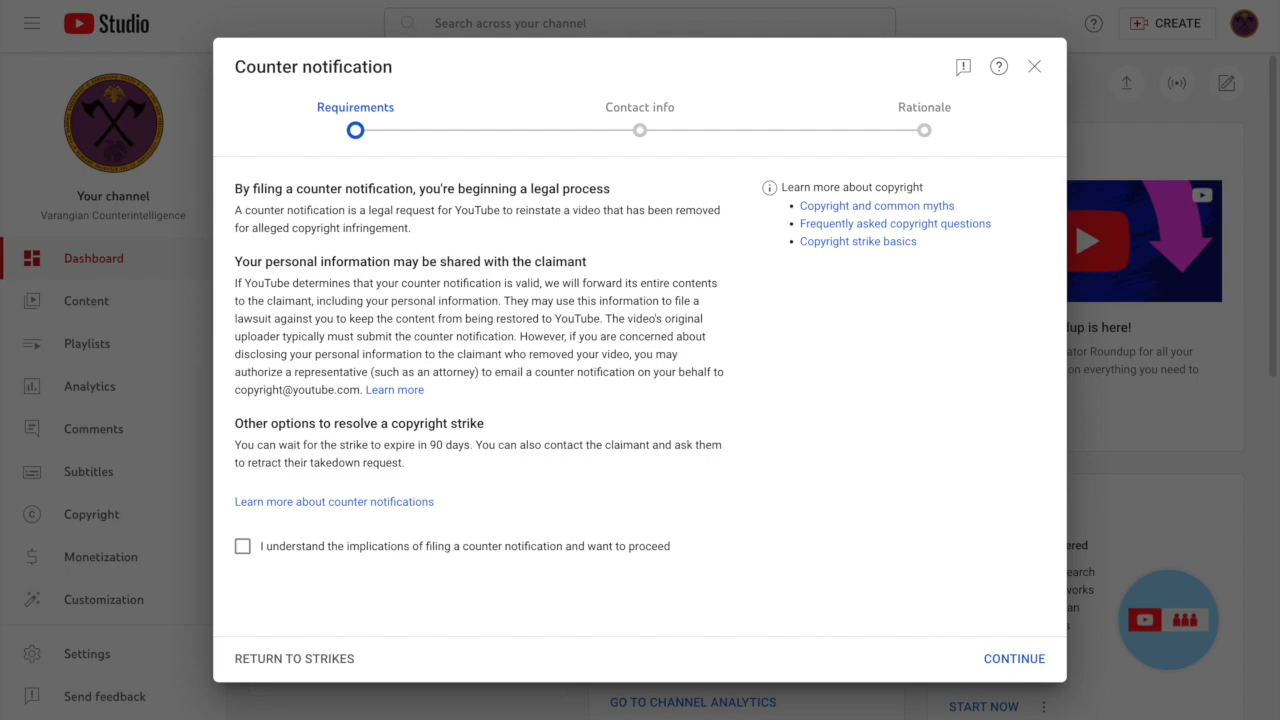 Studio
Search across your channel
CREATE
Counter notification
Requirements
Contact info
Rationale
By filing a counter notification, you're beginning a legal process
A counter notification is a legal request for YouTube to reinstate a video that has been removed
for alleged copyright infringement.
Your personal information may be shared with the claimant
If YouTube determines that your counter notification is valid, we will forward its entire contents
to the claimant, including your personal information. They may use this information to file a
lawsuit against you to keep the content from being restored to YouTube. The video's original
uploader typically must submit the counter notification. However, if you are concerned about
disclosing your personal information to the claimant who removed your video, you may
authorize a representative (such as an attorney) to email a counter notification on your behalf to
copyright@youtube.com. Learn more
Other options to resolve a copyright strike
You can wait for the strike to expire in 90 days. You can also contact the claimant and ask them
to retract their takedown request.
Learn more about counter notifications
I understand the implications of filing a counter notification and want to proceed
Learn more about copyright
• Copyright and common myths
• Frequently asked copyright questions
• Copyright strike basics
RETURN TO STRIKES
CONTINUE
Your channel
Varangian Counterintelligence
Dashboard
Content
Playlists
Analytics
Comments
Subtitles
Copyright
Monetization
Customization
Settings
Send feedback
up is here!
ator Roundup for all your
on everything you need to
ered
earch
works
an
s
GO TO CHANNEL ANALYTICS
START NOW